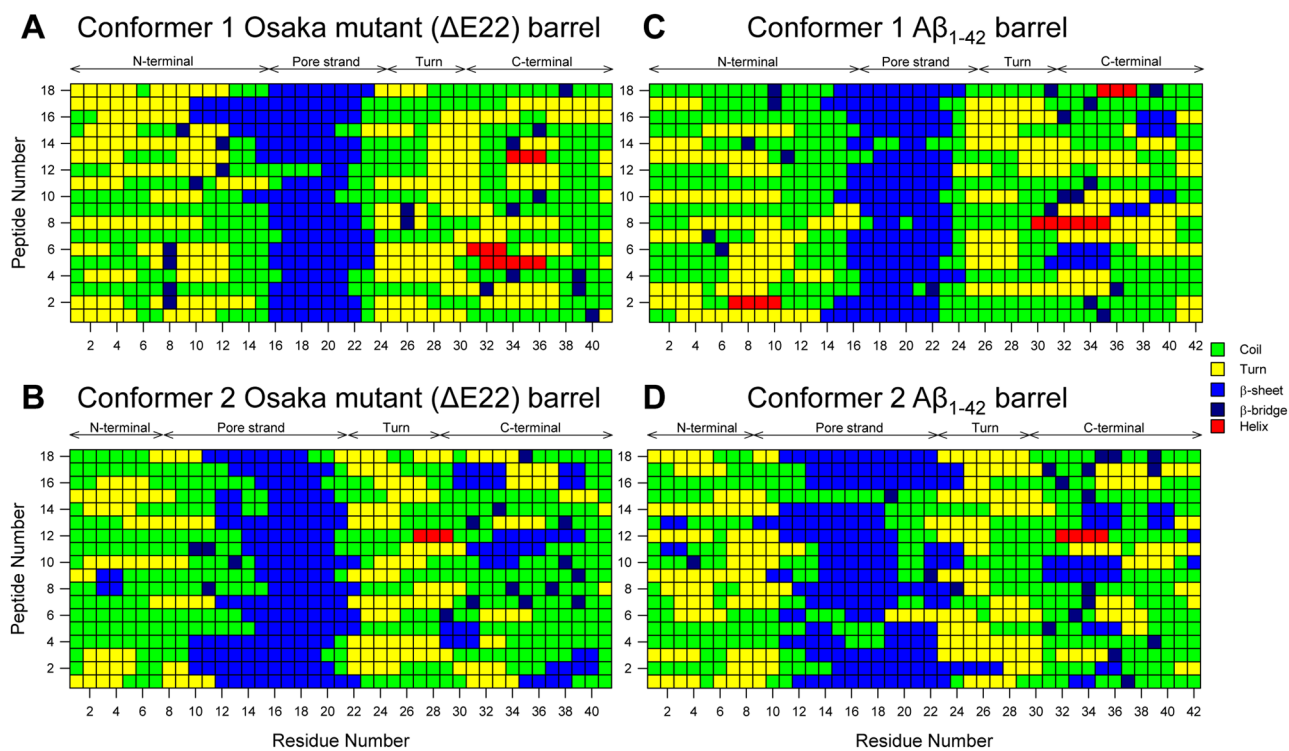 A Conformer 1 Osaka mutant (ΔE22) barrel
N-terminal Pore strand Turn C-terminal
18
16
14
12
10
8
6
4
2
Peptide Number
2 4 6 8 10 12 14 16 18 20 22 24 26 28 30 32 34 36 38 40
C Conformer 1 Aβ1-42 barrel
N-terminal Pore strand Turn C-terminal
18
16
14
12
10
8
6
4
2
2 4 6 8 10 12 14 16 18 20 22 24 26 28 30 32 34 36 38 40 42
Coil
Turn
β-sheet
β-bridge
Helix
B Conformer 2 Osaka mutant (ΔE22) barrel
N-terminal Pore strand Turn C-terminal
18
16
14
12
10
8
6
4
2
Peptide Number
2 4 6 8 10 12 14 16 18 20 22 24 26 28 30 32 34 36 38 40
Residue Number
D Conformer 2 Aβ1-42 barrel
N-terminal Pore strand Turn C-terminal
18
16
14
12
10
8
6
4
2
2 4 6 8 10 12 14 16 18 20 22 24 26 28 30 32 34 36 38 40 42
Residue Number